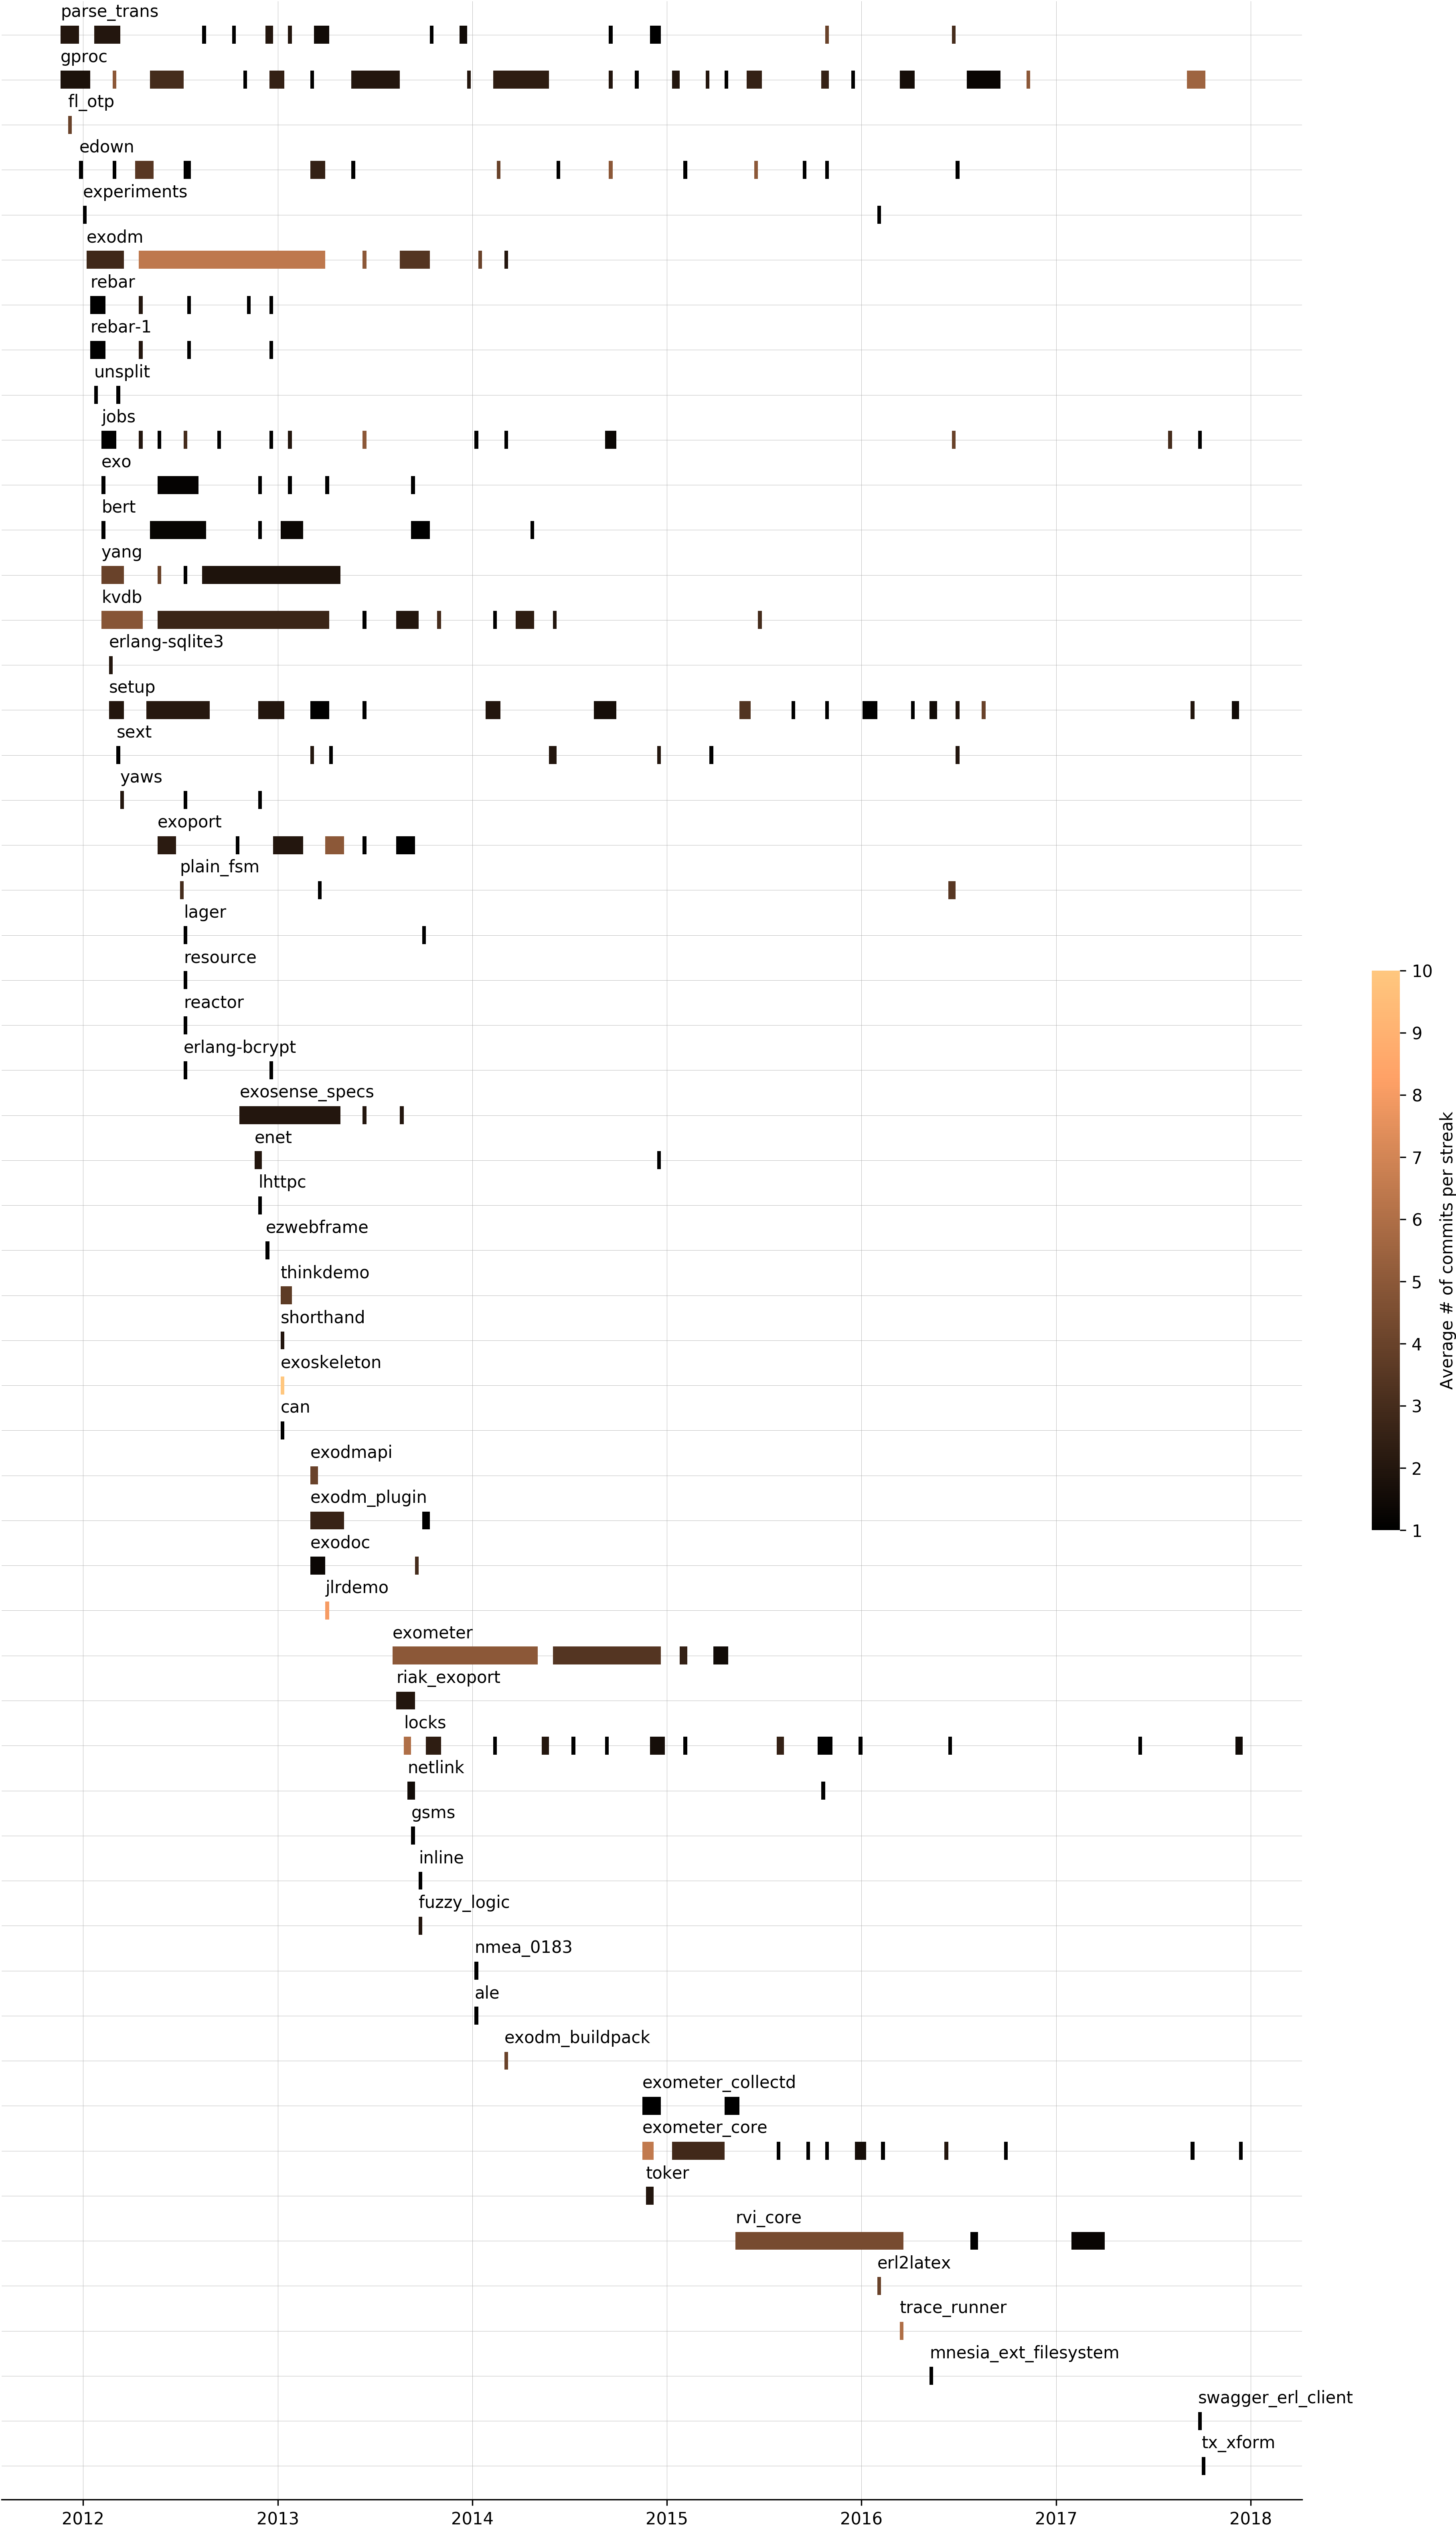 parse_trans
gproc
fl_otp
edown
experiments
exodm
rebar
rebar-1
unsplit
jobs
exo
bert
yang
kvdb
erlang-sqlite3
setup
sext
yaws
exoport
plain_fsm
lager
resource
reactor
erlang-bcrypt
exosense_specs
enet
lhttpc
ezwebframe
thinkdemo
shorthand
exoskeleton
can
exodmapi
exodm_plugin
exodoc
jlrdemo
exometer
riak_exoport
locks
netlink
gsms
inline
fuzzy_logic
nmea_0183
ale
exodm_buildpack
exometer_collectd
exometer_core
toker
rvi_core
erl2latex
trace_runner
mnesia_ext_filesystem
swagger_erl_client
tx_xform
2012 2013 2014 2015 2016 2017 2018
10
9
8
7
6
5
4
3
2
1
Average # of commits per streak